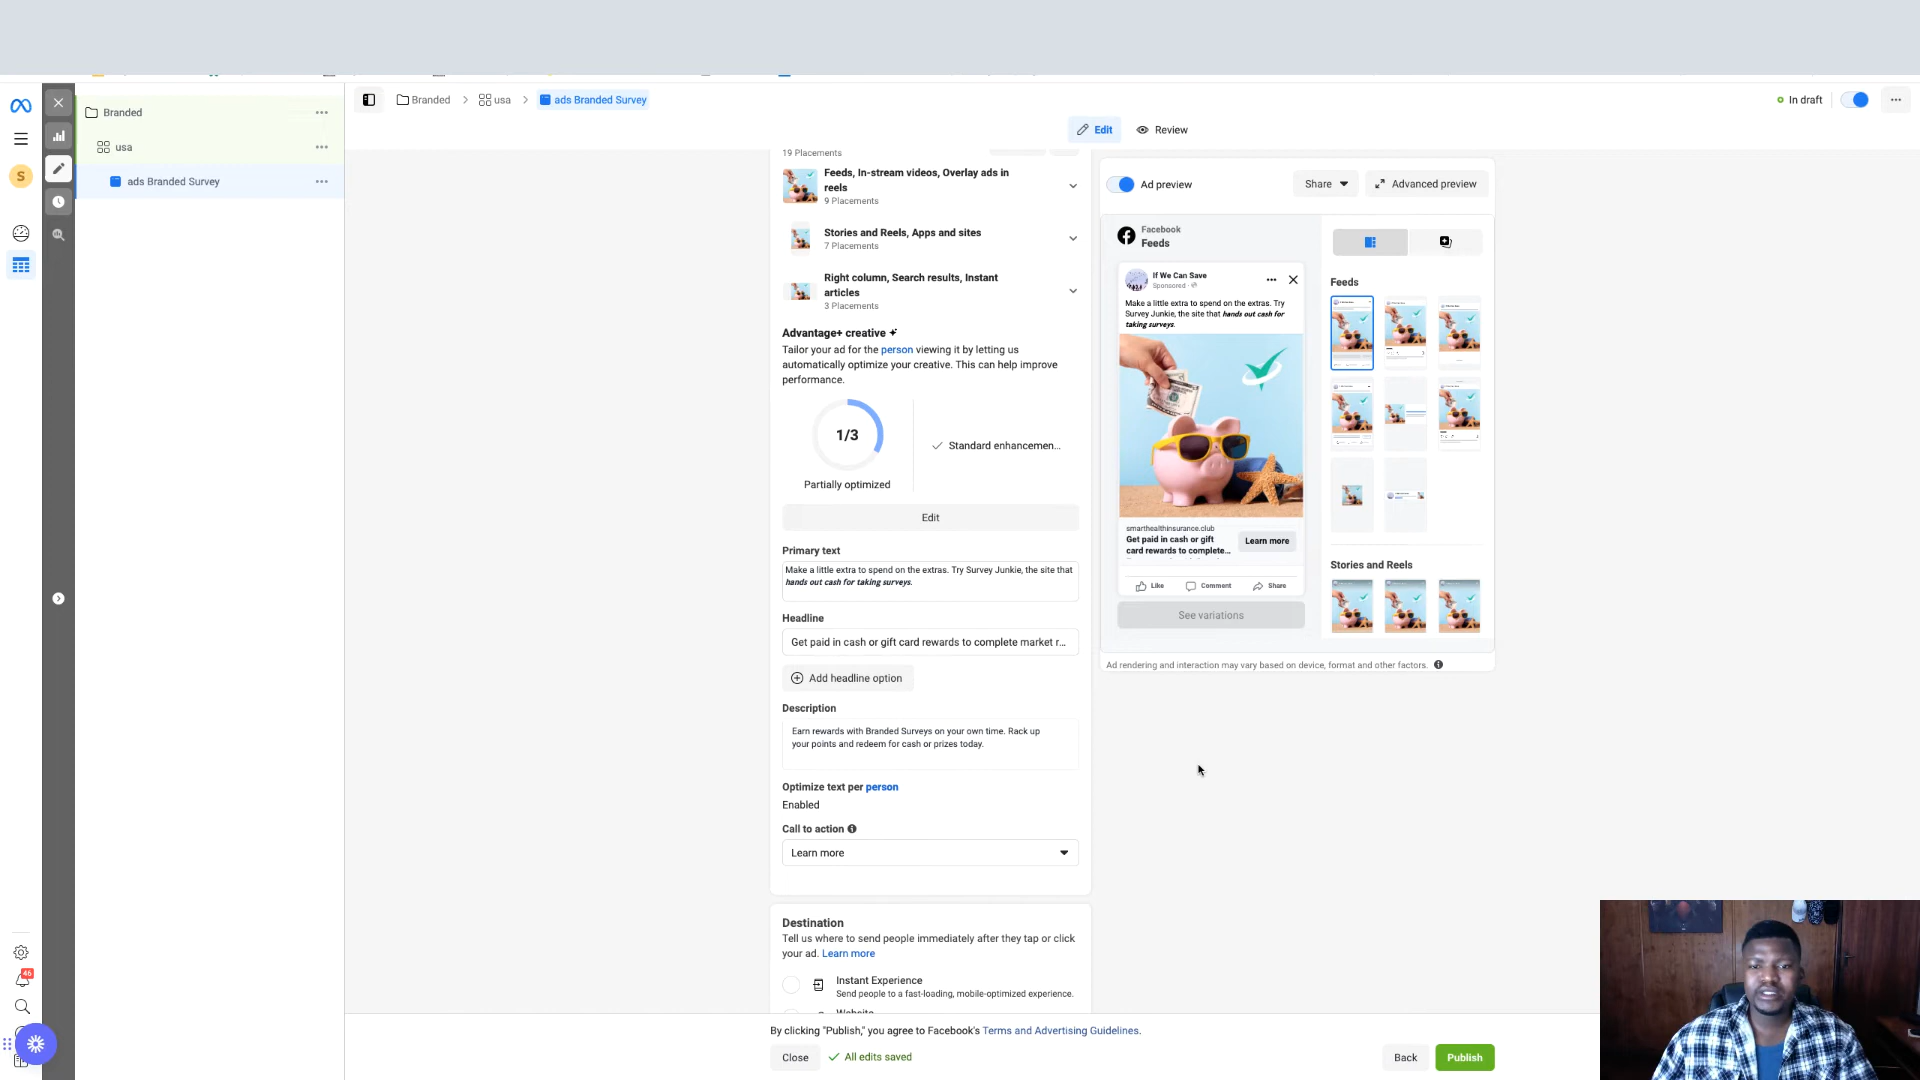 Branded
usa
ads Branded Survey
S
46
Branded
usa
ads Branded Survey
In draft
Edit
Review
19 Placements
Feeds, In-stream videos, Overlay ads in
reels
9 Placements
Stories and Reels, Apps and sites
7 Placements
Right column, Search results, Instant
articles
3 Placements
Advantage+ creative
Tailor your ad for the person viewing it by letting us
automatically optimize your creative. This can help improve
performance.
1/3
Partially optimized
Standard enhancemen...
Edit
Primary text
Make a little extra to spend on the extras. Try Survey Junkie, the site that
hands out cash for taking surveys.
Headline
Get paid in cash or gift card rewards to complete market r...
Add headline option
Description
Earn rewards with Branded Surveys on your own time. Rack up
your points and redeem for cash or prizes today.
Optimize text per person
Enabled
Call to action
Learn more
Destination
Tell us where to send people immediately after they tap or click
your ad. Learn more
Instant Experience
Send people to a fast-loading, mobile-optimized experience.
Website
By clicking "Publish," you agree to Facebook's Terms and Advertising Guidelines.
Close
All edits saved
Back
Publish
Ad preview
Share
Advanced preview
Facebook
Feeds
If We Can Save
Sponsored ·
Make a little extra to spend on the extras. Try
Survey Junkie, the site that hands out cash for
taking surveys.
smarthealthinsurance.club
Get paid in cash or gift
card rewards to complete...
Learn more
Like
Comment
Share
See variations
Feeds
Stories and Reels
Ad rendering and interaction may vary based on device, format and other factors.